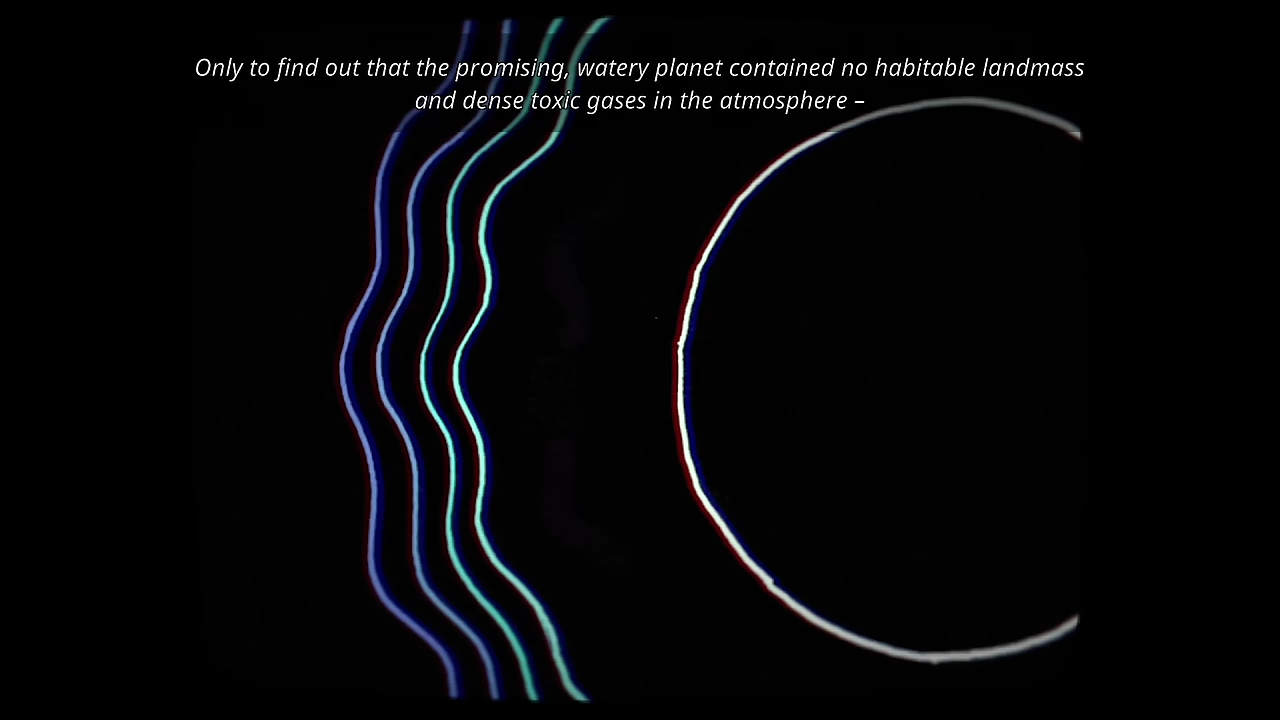 Only to find out that the promising, watery planet contained no habitable landmass
and dense toxic gases in the atmosphere –